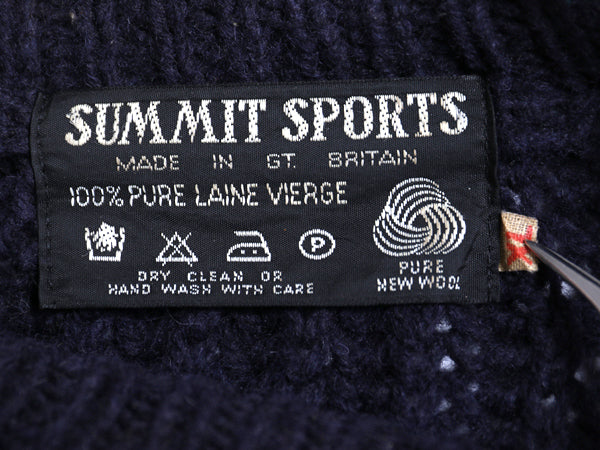 SUMMIT SPORTS
MADE IN GT. BRITAIN
100% PURE LAINE VIERGE
P
DRY CLEAN OR
HAND WASH WITH CARE
PURE
NEW WOOL